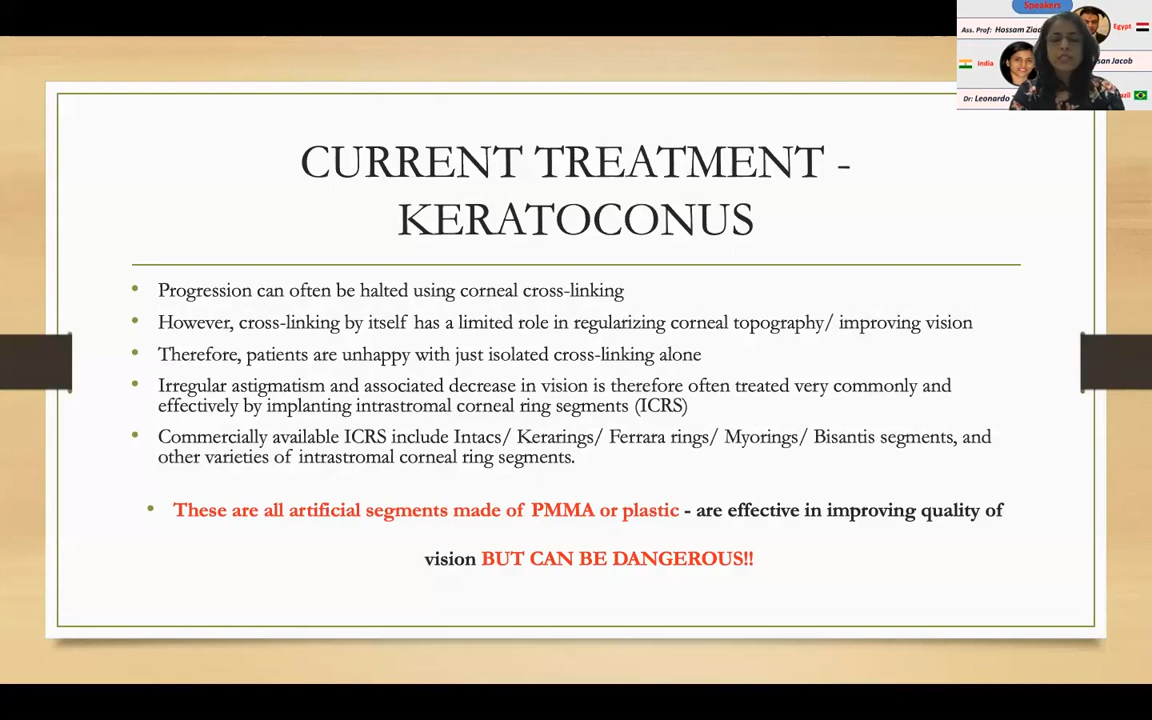 Speakers
Ass. Prof: Hossam
Egypt
India
Jacob
Dr: Leonardo
CURRENT TREATMENT -
KERATOCONUS
• Progression can often be halted using corneal cross-linking
• However, cross-linking by itself has a limited role in regularizing corneal topography/ improving vision
• Therefore, patients are unhappy with just isolated cross-linking alone
• Irregular astigmatism and associated decrease in vision is therefore often treated very commonly and
effectively by implanting intrastromal corneal ring segments (ICRS)
• Commercially available ICRS include Intacs/ Kerarings/ Ferrara rings/ Myorings/ Bisantis segments, and
other varieties of intrastromal corneal ring segments.
• These are all artificial segments made of PMMA or plastic - are effective in improving quality of
vision BUT CAN BE DANGEROUS!!